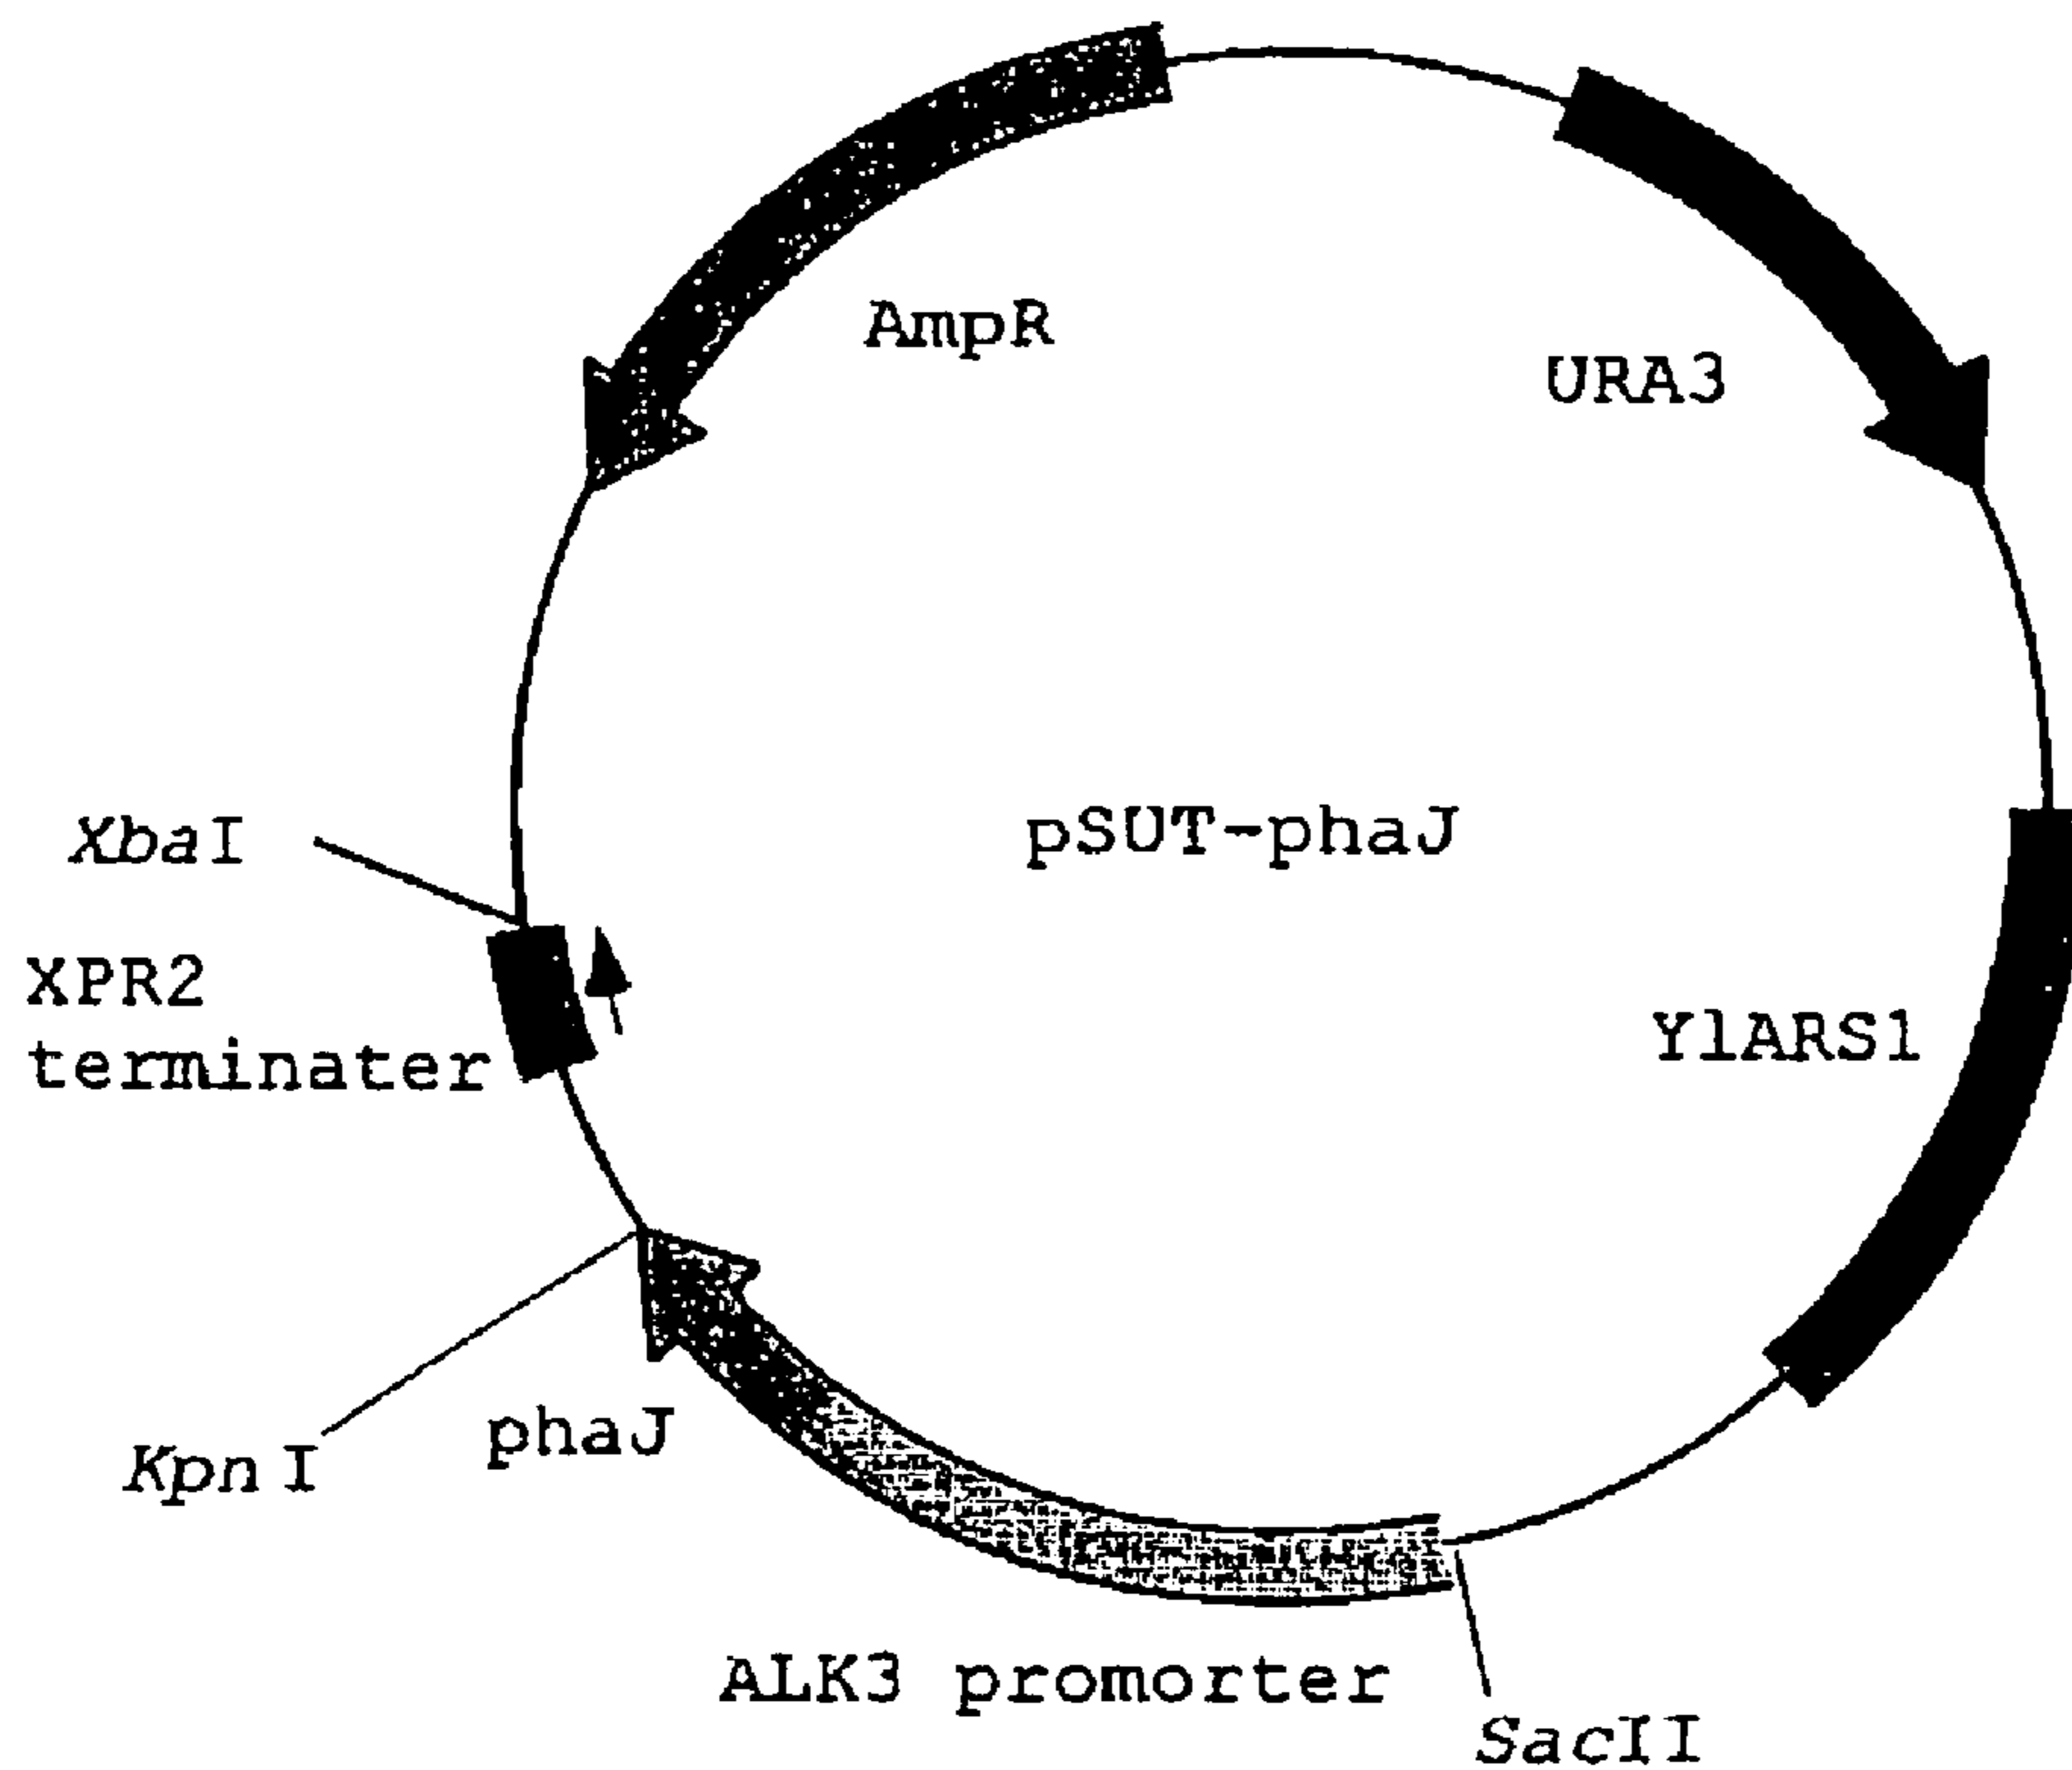 AmpR
URA3
pSUT-phaJ
XbaI
XPR2
terminater
YlARS1
phaJ
KpnI
ALK3 promorter
SacII